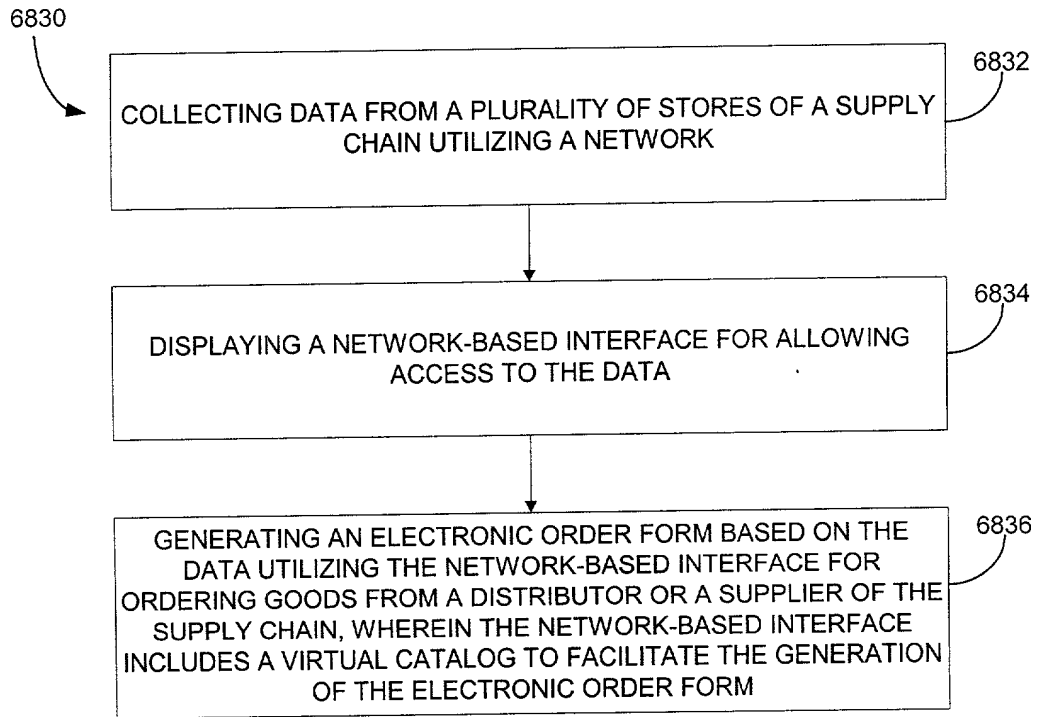 6830
6832
COLLECTING DATA FROM A PLURALITY OF STORES OF A SUPPLY
CHAIN UTILIZING A NETWORK
6834
DISPLAYING A NETWORK-BASED INTERFACE FOR ALLOWING
ACCESS TO THE DATA
6836
GENERATING AN ELECTRONIC ORDER FORM BASED ON THE
DATA UTILIZING THE NETWORK-BASED INTERFACE FOR
ORDERING GOODS FROM A DISTRIBUTOR OR A SUPPLIER OF THE
SUPPLY CHAIN, WHEREIN THE NETWORK-BASED INTERFACE
INCLUDES A VIRTUAL CATALOG TO FACILITATE THE GENERATION
OF THE ELECTRONIC ORDER FORM